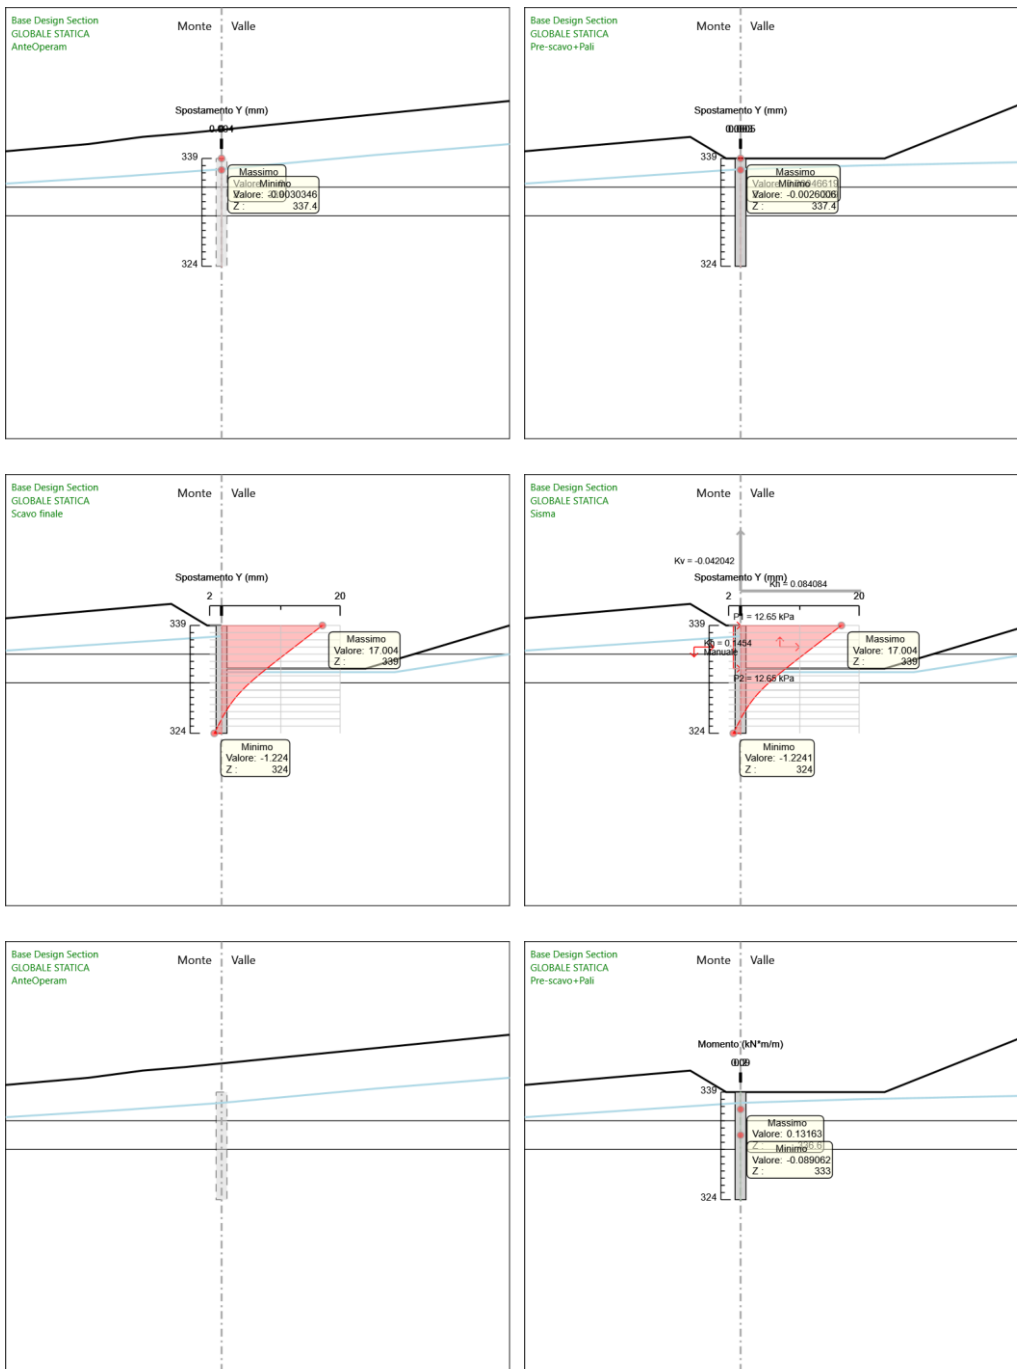 Base Design Section
GLOBALE STATICA
AnteOperam
Monte Valle
Spostamento Y (mm)
339
Massimo
Valore
Minimo
Valore: -0.0030346
Z : 337.4
324
Base Design Section
GLOBALE STATICA
Pre-scavo+Pali
Monte Valle
Spostamento Y (mm)
339
Massimo
Minimo
Valore: -0.0026006
Z : 337.4
324
Base Design Section
GLOBALE STATICA
Scavo finale
Monte Valle
Spostamento Y (mm)
2 20
339
Massimo
Valore: 17.004
Z : 339
324
Minimo
Valore: -1.224
Z : 324
Base Design Section
GLOBALE STATICA
Sisma
Monte Valle
Kv = -0.042042
Spostamento Y (mm)
Kh = 0.084084
2 20
P1 = 12.65 kPa
339
Massimo
Valore: 17.004
Z : 339
Manuale
P2 = 12.65 kPa
324
Minimo
Valore: -1.2241
Z : 324
Base Design Section
GLOBALE STATICA
AnteOperam
Monte Valle
Base Design Section
GLOBALE STATICA
Pre-scavo+Pali
Monte Valle
Momento (kN*m/m)
339
Massimo
Valore: 0.13163
Z : 336.6
Minimo
Valore: -0.089062
Z : 333
324